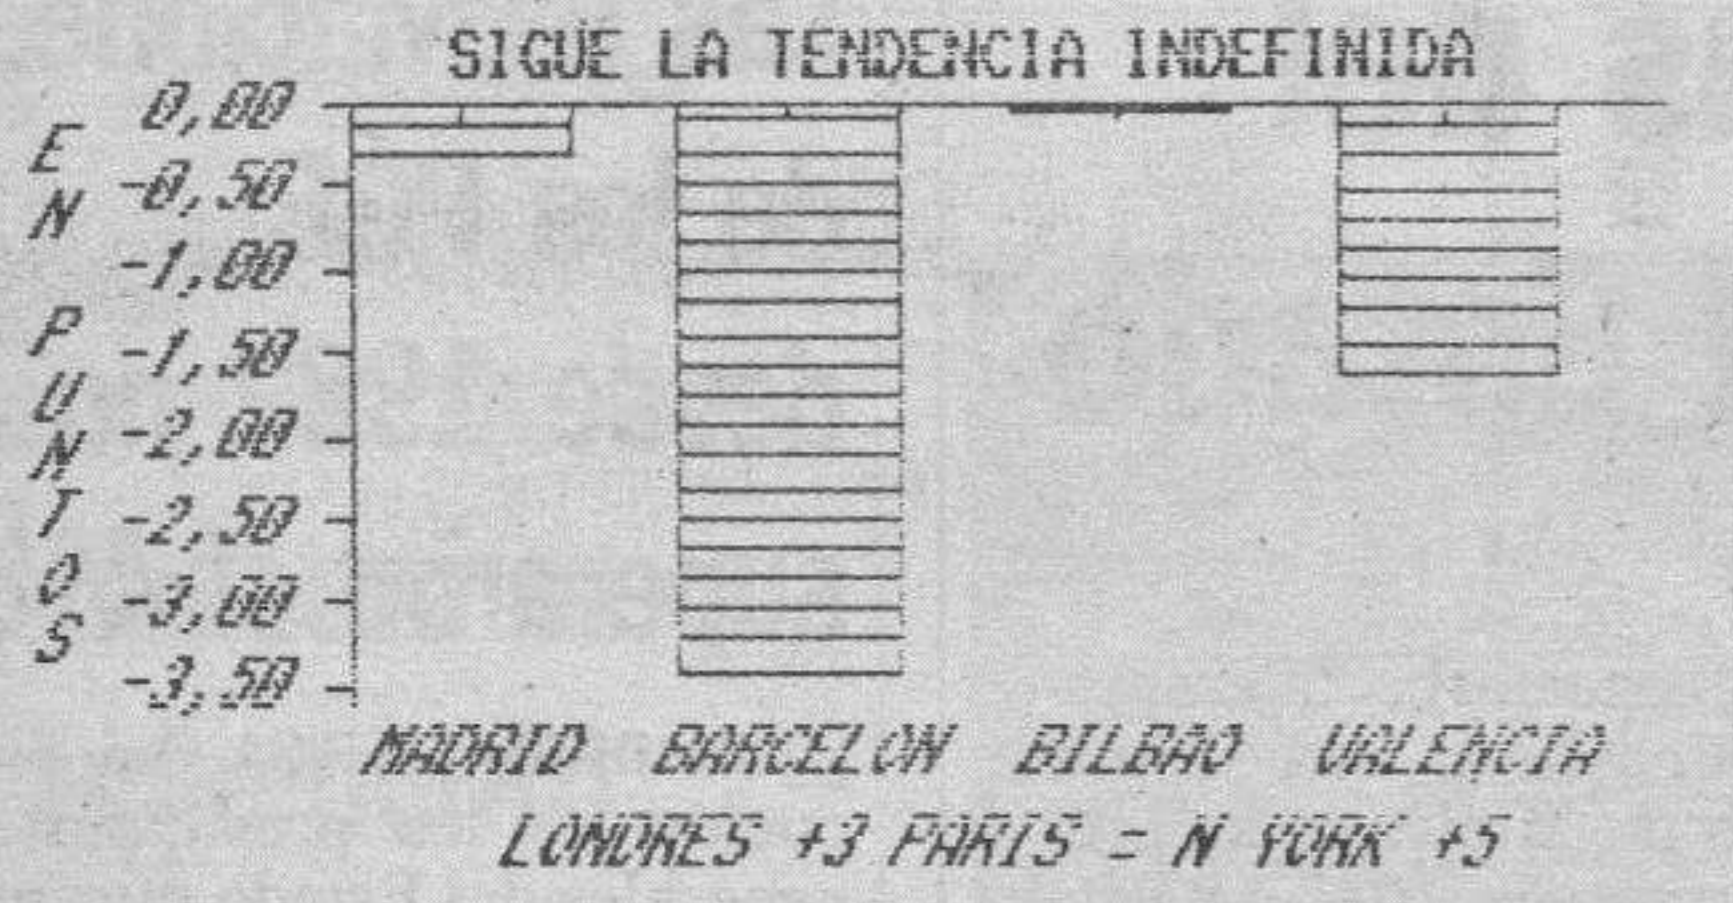 SIGUE LA TENDENCIA INDEFINIDA
EN PUNTOS
0,00
-0,50
-1,00
-1,50
-2,00
-2,50
-3,00
-3,50
MADRID BARCELON BILBAO VALENCIA
LONDRES +3 PARIS = N YORK +5